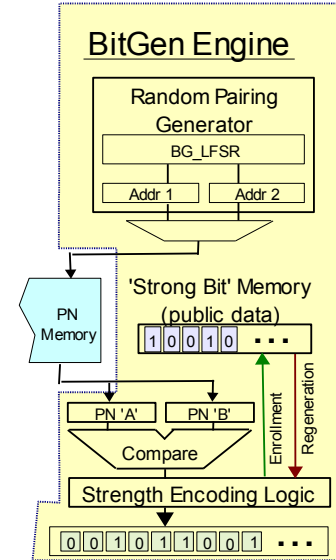 BitGen Engine
Random Pairing
Generator
BG_LFSR
Addr 1 Addr 2
PN
Memory
'Strong Bit' Memory
(public data)
1 0 0 1 0 ...
PN 'A' PN 'B'
Compare
Enrollment
Regeneration
Strength Encoding Logic
0 0 1 0 1 1 0 0 1 ...